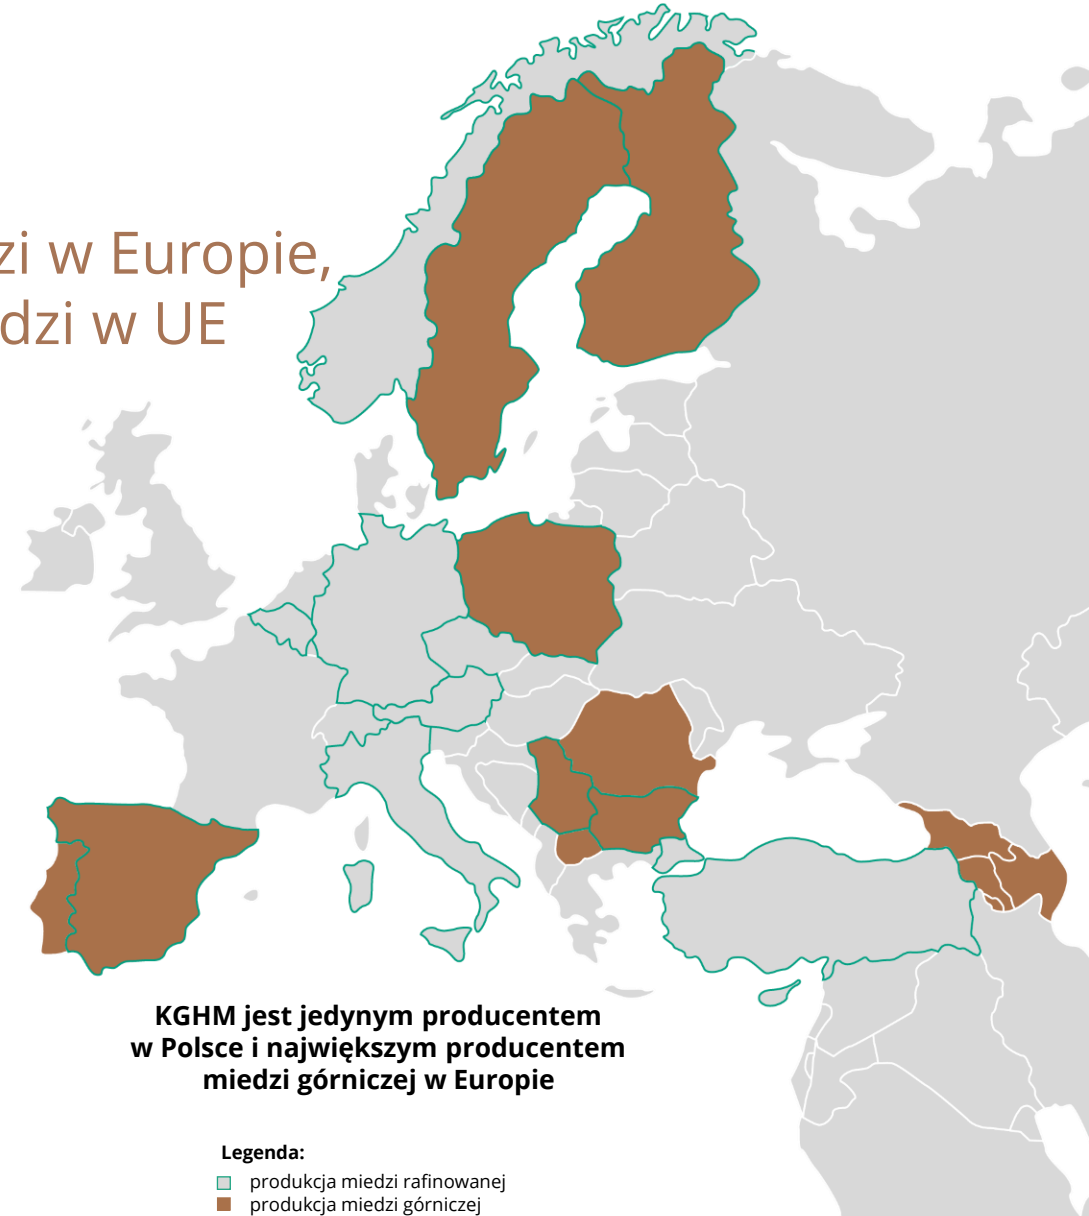 zi w Europie,
dzi w UE
KGHM jest jedynym producentem
w Polsce i największym producentem
miedzi górniczej w Europie
Legenda:
produkcja miedzi rafinowanej
produkcja miedzi górniczej